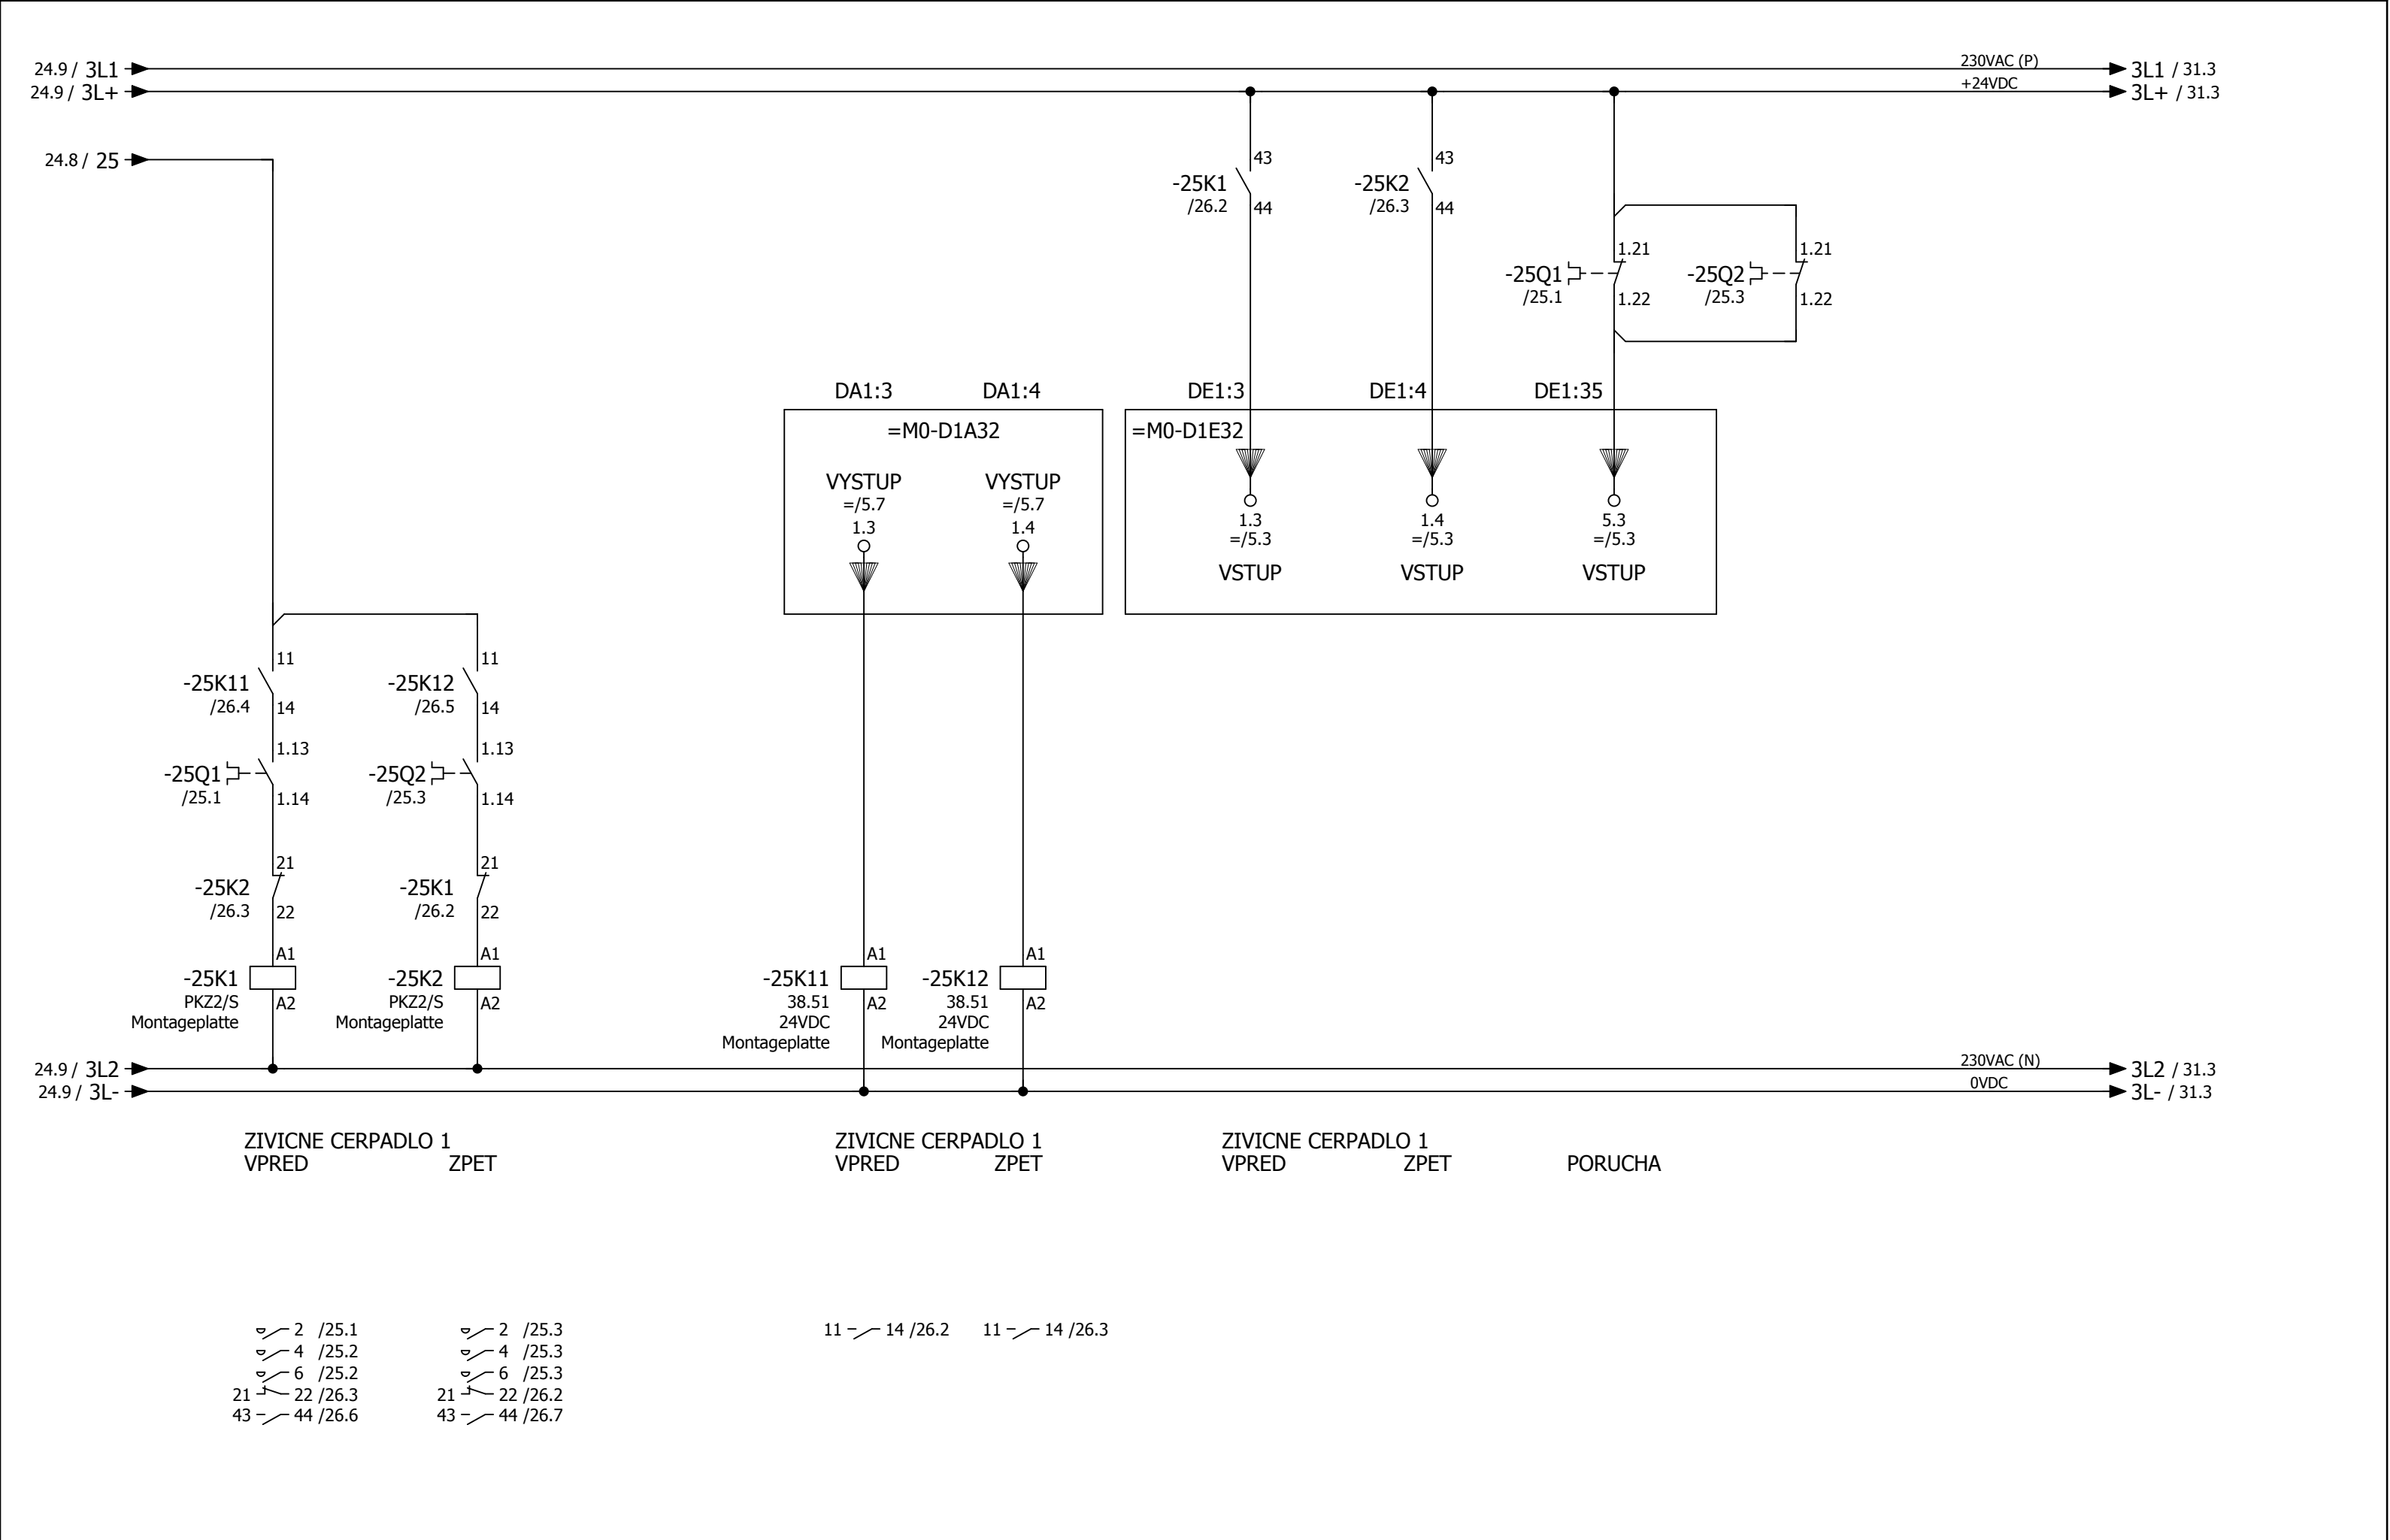 24.9 / 3L1 230VAC (P) 3L1 / 31.3
24.9 / 3L+ +24VDC 3L+ / 31.3
24.8 / 25
43 43
-25K1 -25K2
/26.2 44 /26.3 44
1.21 1.21
-25Q1 -25Q2
/25.1 1.22 /25.3 1.22
DA1:3 DA1:4 DE1:3 DE1:4 DE1:35
=M0-D1A32 =M0-D1E32
VYSTUP VYSTUP
=/5.7 =/5.7
1.3 1.4
1.3 1.4 5.3
=/5.3 =/5.3 =/5.3
VSTUP VSTUP VSTUP
11 11
-25K11 -25K12
/26.4 14 /26.5 14
1.13 1.13
-25Q1 -25Q2
/25.1 1.14 /25.3 1.14
21 21
-25K2 -25K1
/26.3 22 /26.2 22
A1 A1 A1 A1
-25K1 -25K2 -25K11 -25K12
PKZ2/S A2 PKZ2/S A2 38.51 A2 38.51 A2
Montageplatte Montageplatte 24VDC 24VDC
Montageplatte Montageplatte
24.9 / 3L2 230VAC (N) 3L2 / 31.3
24.9 / 3L- 0VDC 3L- / 31.3
ZIVICNE CERPADLO 1 ZIVICNE CERPADLO 1 ZIVICNE CERPADLO 1
VPRED ZPET VPRED ZPET VPRED ZPET PORUCHA
2 /25.1 2 /25.3 11 14 /26.2 11 14 /26.3
4 /25.2 4 /25.3
6 /25.2 6 /25.3
21 22 /26.3 21 22 /26.2
43 44 /26.6 43 44 /26.7